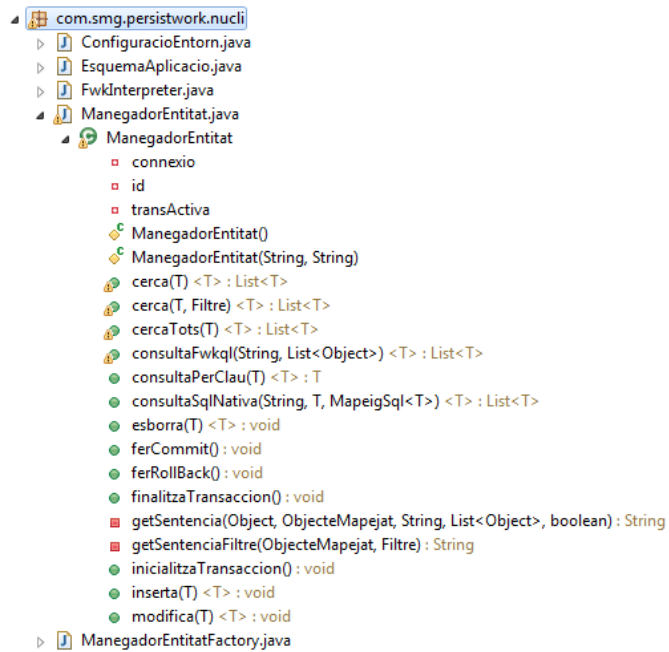 com.smg.persistwork.nucli
ConfiguracioEntorn.java
EsquemaAplicacio.java
FwkInterpreter.java
ManegadorEntitat.java
ManegadorEntitat
connexio
id
transActiva
ManegadorEntitat()
ManegadorEntitat(String, String)
cerca(T) <T> : List<T>
cerca(T, Filtre) <T> : List<T>
cercaTots(T) <T> : List<T>
consultaFwkql(String, List<Object>) <T> : List<T>
consultaPerClau(T) <T> : T
consultaSqlNativa(String, T, MapeigSql<T>) <T> : List<T>
esborra(T) <T> : void
ferCommit() : void
ferRollBack() : void
finalitzaTransaccion() : void
getSentencia(Object, ObjecteMapejat, String, List<Object>, boolean) : String
getSentenciaFiltre(ObjecteMapejat, Filtre) : String
inicialitzaTransaccion() : void
inserta(T) <T> : void
modifica(T) <T> : void
ManegadorEntitatFactory.java